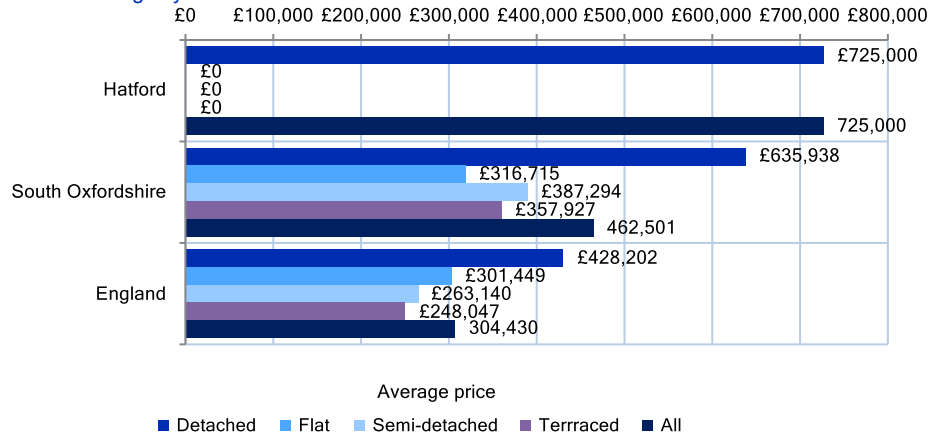 £0 £100,000 £200,000 £300,000 £400,000 £500,000 £600,000 £700,000 £800,000
£725,000
£0
Hatford £0
£0
725,000
£635,938
£316,715
South Oxfordshire £387,294
£357,927
462,501
£428,202
£301,449
England £263,140
£248,047
304,430
Average price
Detached Flat Semi-detached Terrraced All